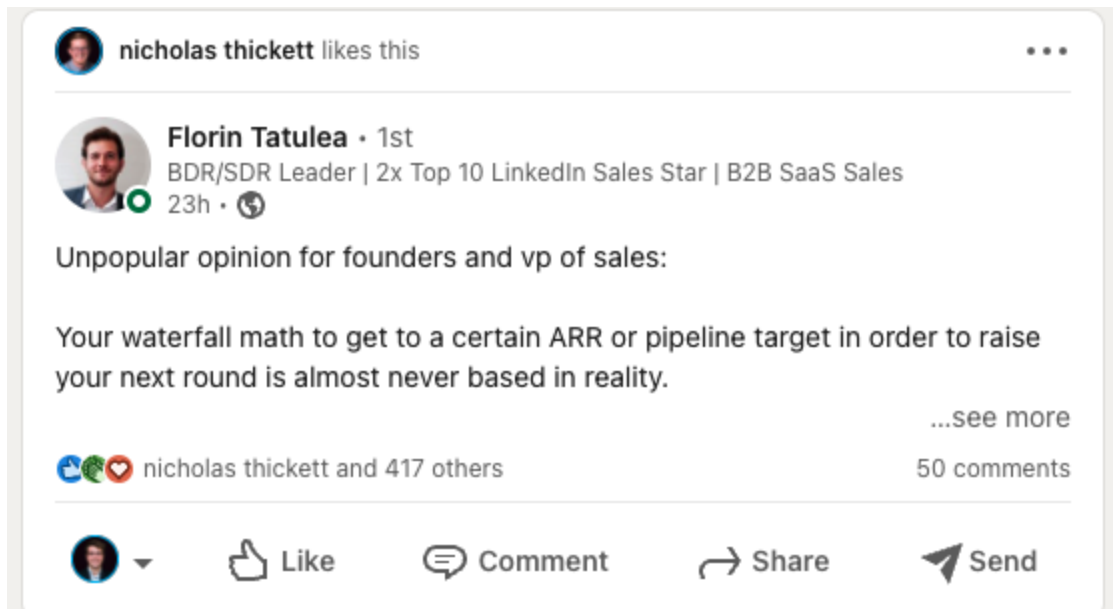 nicholas thickett likes this
Florin Tatulea • 1st
BDR/SDR Leader | 2x Top 10 LinkedIn Sales Star | B2B SaaS Sales
23h •
Unpopular opinion for founders and vp of sales:
Your waterfall math to get to a certain ARR or pipeline target in order to raise
your next round is almost never based in reality.
...see more
nicholas thickett and 417 others 50 comments
Like Comment Share Send